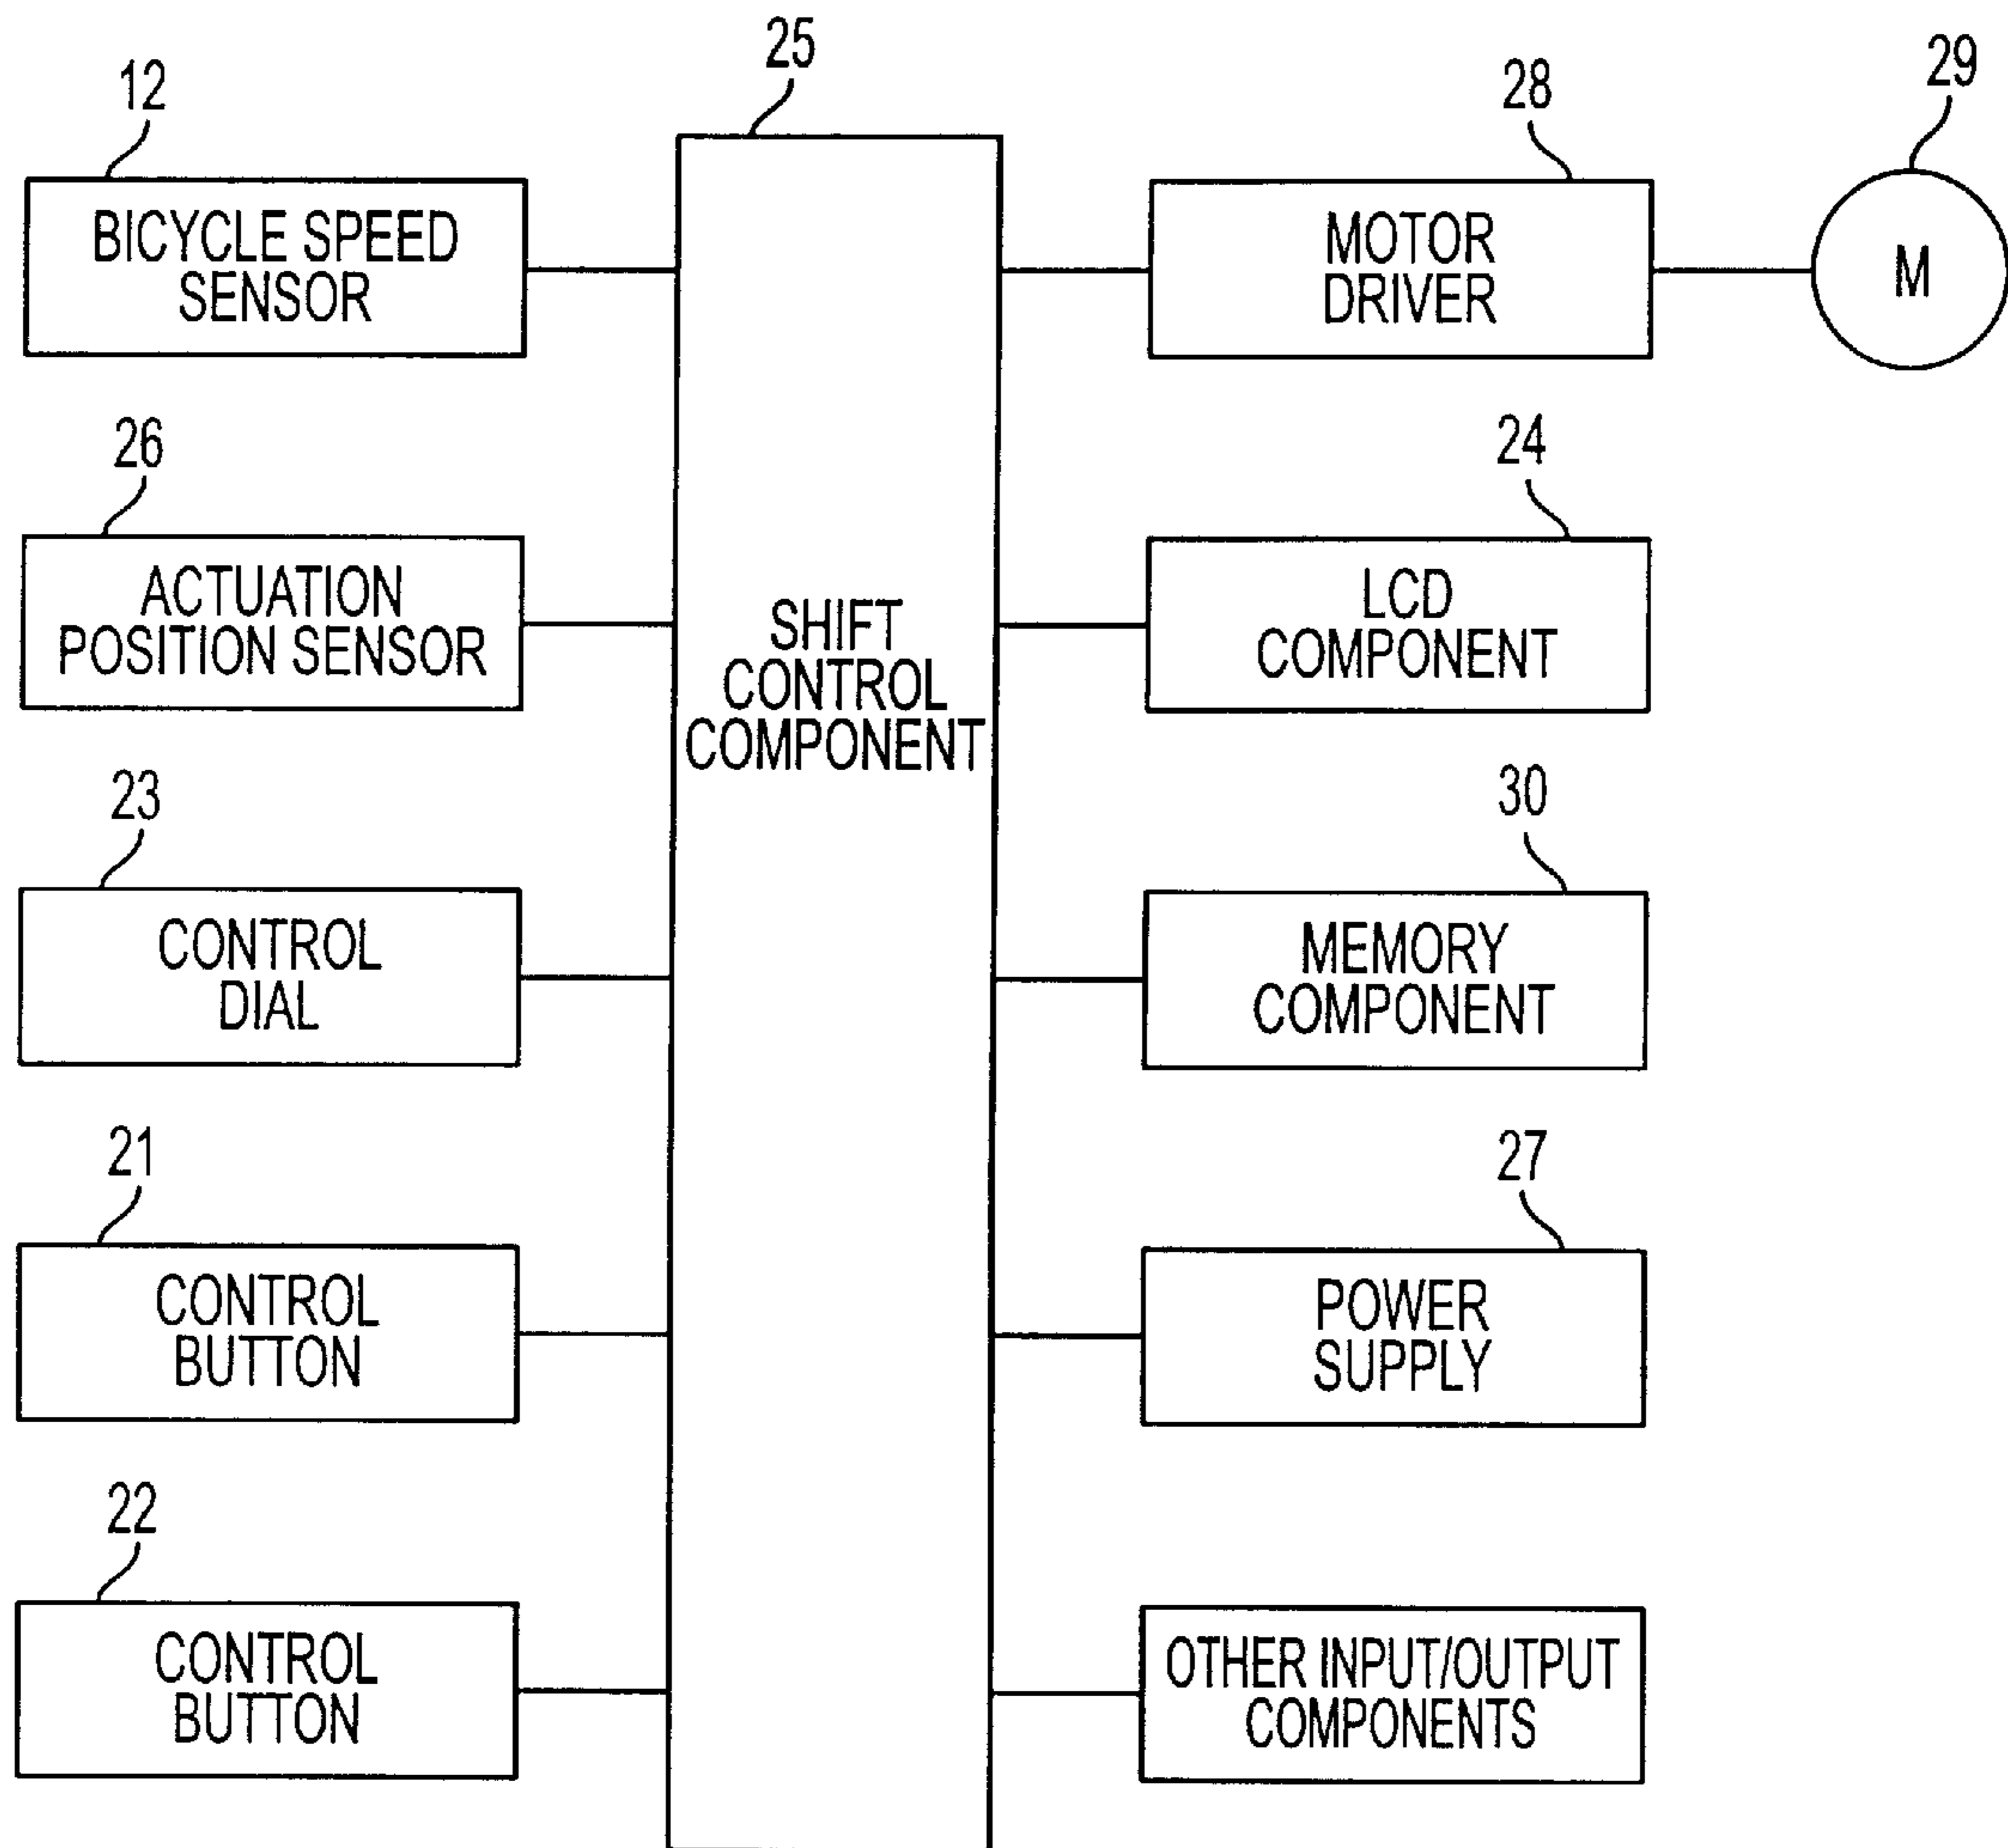 25
12
28
29
BICYCLE SPEED
SENSOR
MOTOR
DRIVER
M
26
24
ACTUATION
POSITION SENSOR
SHIFT
CONTROL
COMPONENT
LCD
COMPONENT
23
30
CONTROL
DIAL
MEMORY
COMPONENT
21
27
CONTROL
BUTTON
POWER
SUPPLY
22
CONTROL
BUTTON
OTHER INPUT/OUTPUT
COMPONENTS